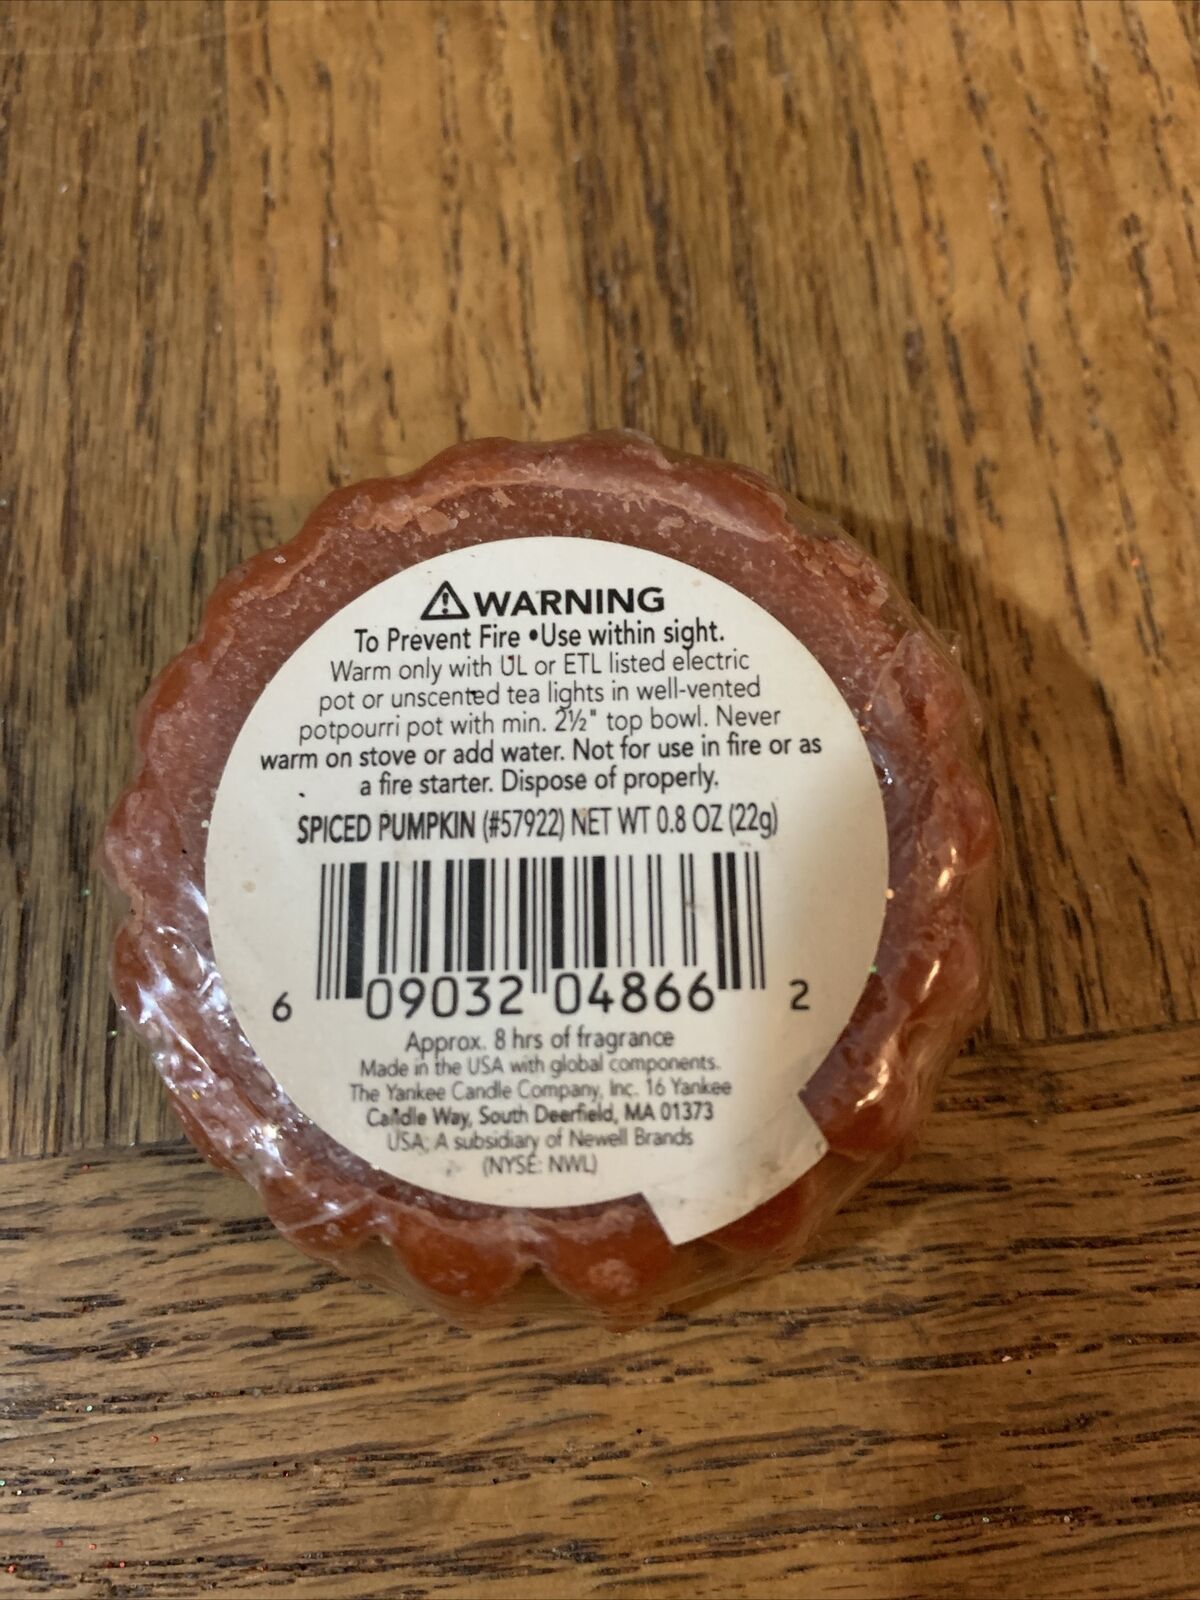 ⚠WARNING
To Prevent Fire •Use within sight.
Warm only with UL or ETL listed electric
pot or unscented tea lights in well-vented
potpourri pot with min. 2½" top bowl. Never
warm on stove or add water. Not for use in fire or as
a fire starter. Dispose of properly.
SPICED PUMPKIN (#57922) NET WT 0.8 OZ (22g)
6 09032 04866 2
Approx. 8 hrs of fragrance
Made in the USA with global components.
The Yankee Candle Company, Inc. 16 Yankee
Candle Way, South Deerfield, MA 01373
USA; A subsidiary of Newell Brands
(NYSE: NWL)